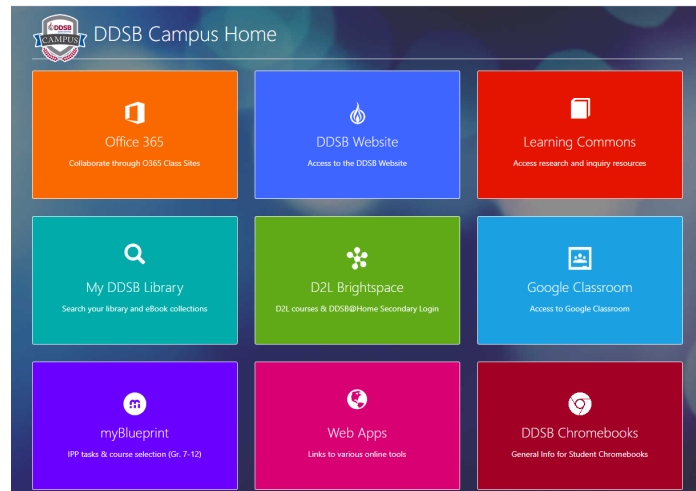 DDSB
CAMPUS
DDSB Campus Home
Office 365
Collaborate through O365 Class Sites
DDSB Website
Access to the DDSB Website
Learning Commons
Access research and inquiry resources
My DDSB Library
Search your library and eBook collections
D2L Brightspace
D2L courses & DDSB@Home Secondary Login
Google Classroom
Access to Google Classroom
myBlueprint
IPP tasks & course selection (Gr. 7-12)
Web Apps
Links to various online tools
DDSB Chromebooks
General Info for Student Chromebooks